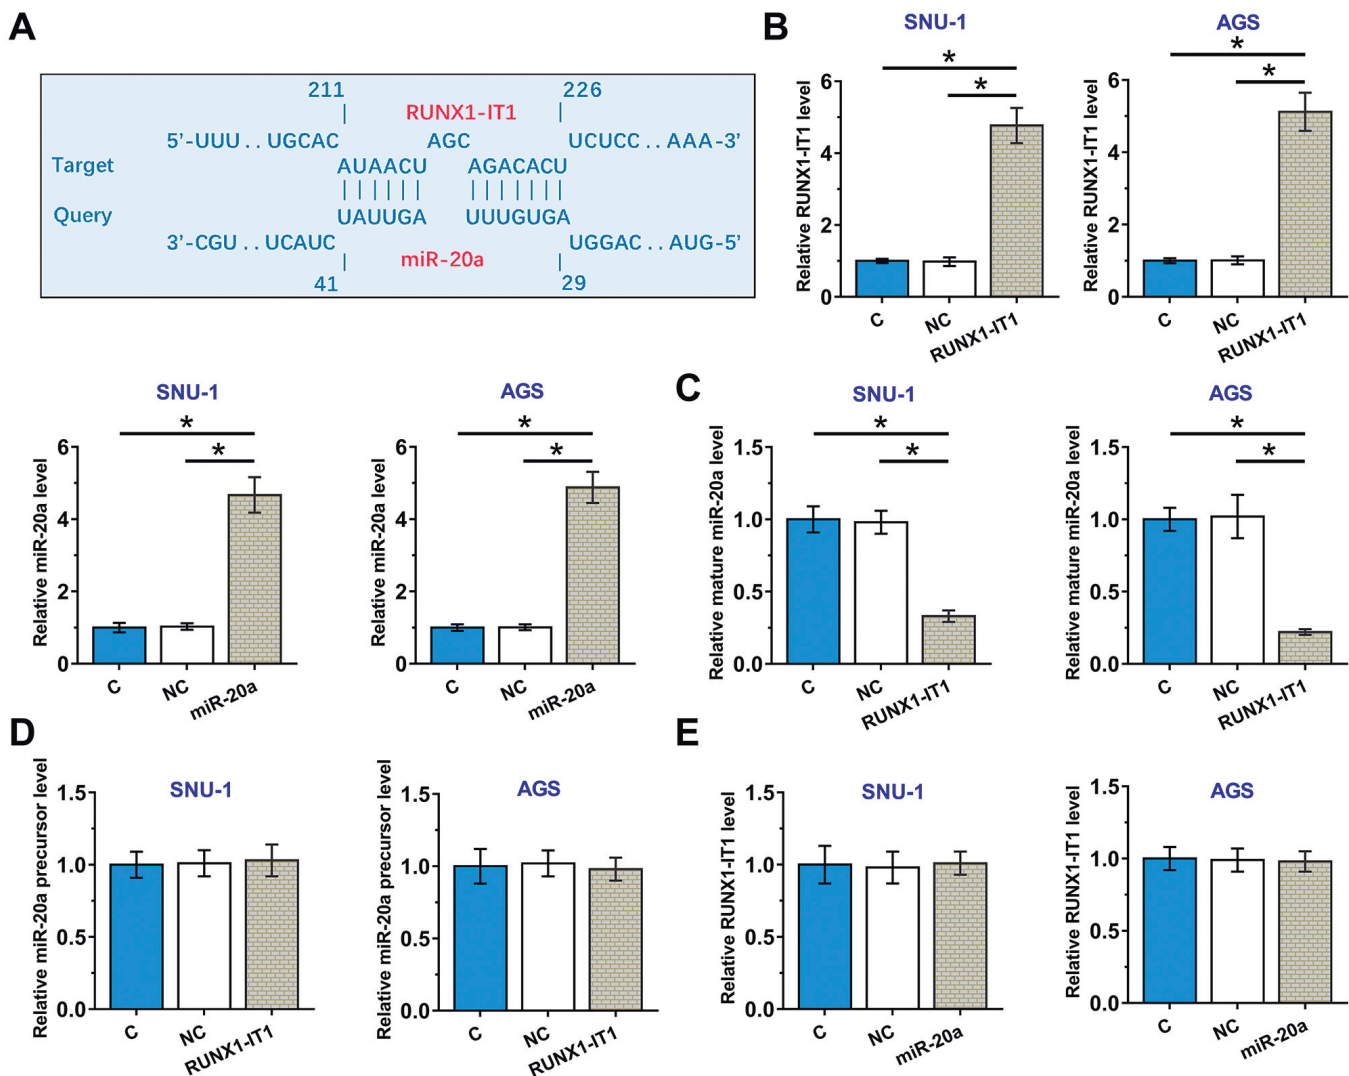 A
211 226
RUNX1-IT1
5'-UUU . . UGCAC AGC UCUCC . . AAA-3'
Target AUAACU AGACACU
Query UAUUGA UUUGUGA
3'-CGU . . UCAUC UGGAC . . AUG-5'
miR-20a
41 29
B
SNU-1
*
*
Relative RUNX1-IT1 level
6
4
2
0
C NC RUNX1-IT1
AGS
*
*
Relative RUNX1-IT1 level
6
4
2
0
C NC RUNX1-IT1
SNU-1
*
*
Relative miR-20a level
6
4
2
0
C NC miR-20a
AGS
*
*
Relative miR-20a level
6
4
2
0
C NC miR-20a
C
SNU-1
*
*
Relative mature miR-20a level
1.5
1.0
0.5
0.0
C NC RUNX1-IT1
AGS
*
*
Relative mature miR-20a level
1.5
1.0
0.5
0.0
C NC RUNX1-IT1
D
SNU-1
Relative miR-20a precursor level
1.5
1.0
0.5
0.0
C NC RUNX1-IT1
AGS
Relative miR-20a precursor level
1.5
1.0
0.5
0.0
C NC RUNX1-IT1
E
SNU-1
Relative RUNX1-IT1 level
1.5
1.0
0.5
0.0
C NC miR-20a
AGS
Relative RUNX1-IT1 level
1.5
1.0
0.5
0.0
C NC miR-20a